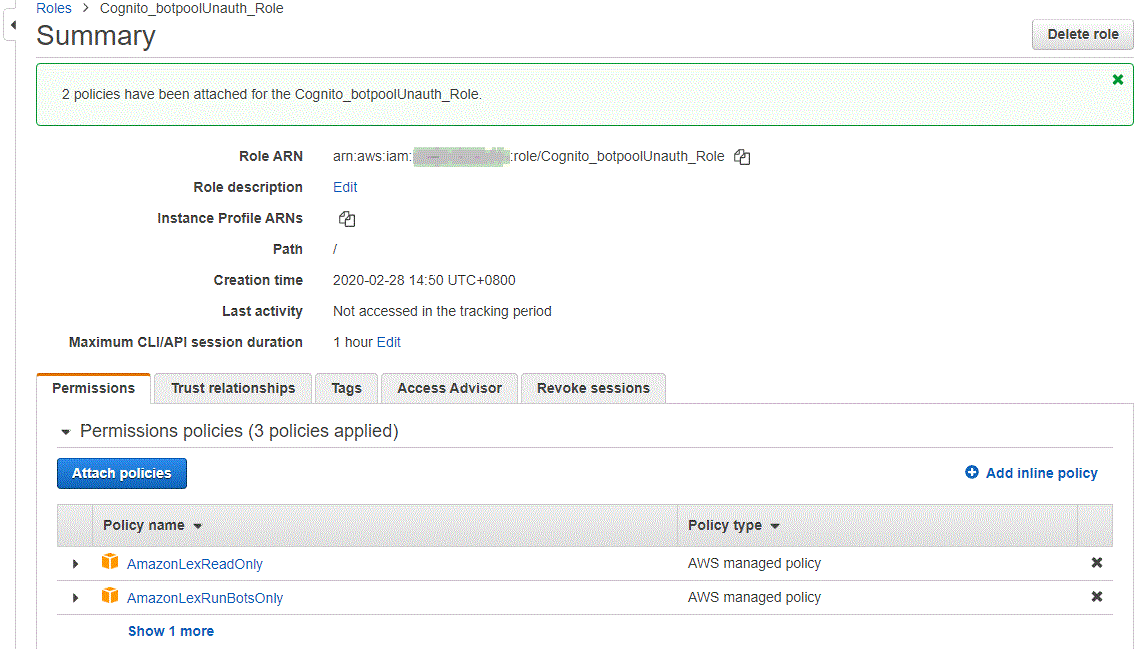 Roles > Cognito_botpoolUnauth_Role
Summary
Delete role
2 policies have been attached for the Cognito_botpoolUnauth_Role.
Role ARN arn:aws:iam: :role/Cognito_botpoolUnauth_Role
Role description Edit
Instance Profile ARNs
Path /
Creation time 2020-02-28 14:50 UTC+0800
Last activity Not accessed in the tracking period
Maximum CLI/API session duration 1 hour Edit
Permissions Trust relationships Tags Access Advisor Revoke sessions
Permissions policies (3 policies applied)
Attach policies Add inline policy
Policy name Policy type
AmazonLexReadOnly AWS managed policy
AmazonLexRunBotsOnly AWS managed policy
Show 1 more